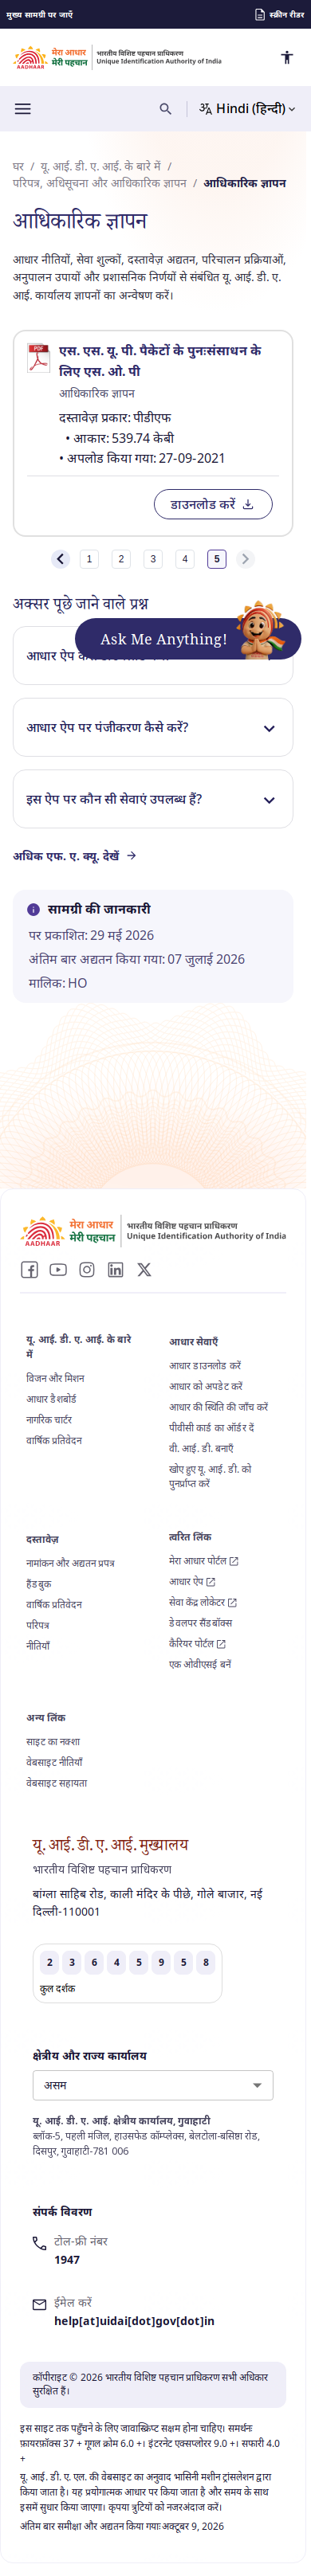 मुख्य सामग्री पर जाएँ
स्क्रीन रीडर
मेरा आधार
मेरी पहचान
AADHAAR
भारतीय विशिष्ट पहचान प्राधिकरण
Unique Identification Authority of India
Hindi (हिन्दी)
घर / यू. आई. डी. ए. आई. के बारे में /
परिपत्र, अधिसूचना और आधिकारिक ज्ञापन / आधिकारिक ज्ञापन
आधिकारिक ज्ञापन
आधार नीतियों, सेवा शुल्कों, दस्तावेज़ अद्यतन, परिचालन प्रक्रियाओं,
अनुपालन उपायों और प्रशासनिक निर्णयों से संबंधित यू. आई. डी. ए.
आई. कार्यालय ज्ञापनों का अन्वेषण करें।
PDF
एस. एस. यू. पी. पैकेटों के पुनःसंसाधन के
लिए एस. ओ. पी
आधिकारिक ज्ञापन
दस्तावेज़ प्रकार: पीडीएफ
• आकार: 539.74 केबी
• अपलोड किया गया: 27-09-2021
डाउनलोड करें
1 2 3 4 5
अक्सर पूछे जाने वाले प्रश्न
Ask Me Anything!
आधार ऐप
आधार ऐप पर पंजीकरण कैसे करें?
इस ऐप पर कौन सी सेवाएं उपलब्ध हैं?
अधिक एफ. ए. क्यू. देखें
सामग्री की जानकारी
पर प्रकाशित: 29 मई 2026
अंतिम बार अद्यतन किया गया: 07 जुलाई 2026
मालिक: HO
मेरा आधार
मेरी पहचान
AADHAAR
भारतीय विशिष्ट पहचान प्राधिकरण
Unique Identification Authority of India
यू. आई. डी. ए. आई. के बारे
में
विजन और मिशन
आधार डैशबोर्ड
नागरिक चार्टर
वार्षिक प्रतिवेदन
आधार सेवाएँ
आधार डाउनलोड करें
आधार को अपडेट करें
आधार की स्थिति की जाँच करें
पीवीसी कार्ड का ऑर्डर दें
वी. आई. डी. बनाएँ
खोए हुए यू. आई. डी. को
पुनर्प्राप्त करें
दस्तावेज़
नामांकन और अद्यतन प्रपत्र
हैंडबुक
वार्षिक प्रतिवेदन
परिपत्र
नीतियाँ
त्वरित लिंक
मेरा आधार पोर्टल
आधार ऐप
सेवा केंद्र लोकेटर
डेवलपर सैंडबॉक्स
कैरियर पोर्टल
एक ओवीएसई बनें
अन्य लिंक
साइट का नक्शा
वेबसाइट नीतियाँ
वेबसाइट सहायता
यू. आई. डी. ए. आई. मुख्यालय
भारतीय विशिष्ट पहचान प्राधिकरण
बांग्ला साहिब रोड, काली मंदिर के पीछे, गोले बाजार, नई
दिल्ली-110001
2 3 6 4 5 9 5 8
कुल दर्शक
क्षेत्रीय और राज्य कार्यालय
असम
यू. आई. डी. ए. आई. क्षेत्रीय कार्यालय, गुवाहाटी
ब्लॉक-5, पहली मंजिल, हाउसफेड कॉम्प्लेक्स, बेलटोला-बसिष्ठा रोड,
दिसपुर, गुवाहाटी-781 006
संपर्क विवरण
टोल-फ्री नंबर
1947
ईमेल करें
help[at]uidai[dot]gov[dot]in
कॉपीराइट © 2026 भारतीय विशिष्ट पहचान प्राधिकरण सभी अधिकार
सुरक्षित हैं।
इस साइट तक पहुँचने के लिए जावास्क्रिप्ट सक्षम होना चाहिए। समर्थनः
फ़ायरफ़ॉक्स 37 + गूगल क्रोम 6.0 +। इंटरनेट एक्सप्लोरर 9.0 +। सफारी 4.0
+
यू. आई. डी. ए. एल. की वेबसाइट का अनुवाद भासिनी मशीन ट्रांसलेशन द्वारा
किया जाता है। यह प्रयोगात्मक आधार पर किया जाता है और समय के साथ
इसमें सुधार किया जाएगा। कृपया त्रुटियों को नजरअंदाज करें।
अंतिम बार समीक्षा और अद्यतन किया गयाःअक्टूबर 9, 2026